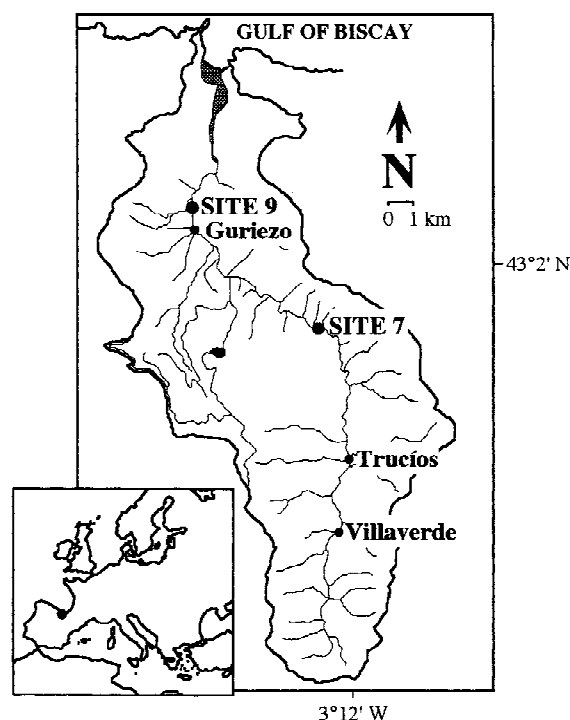 GULF OF BISCAY
N
0 1 km
SITE 9
Guriezo
43°2' N
SITE 7
Trucíos
Villaverde
3°12' W